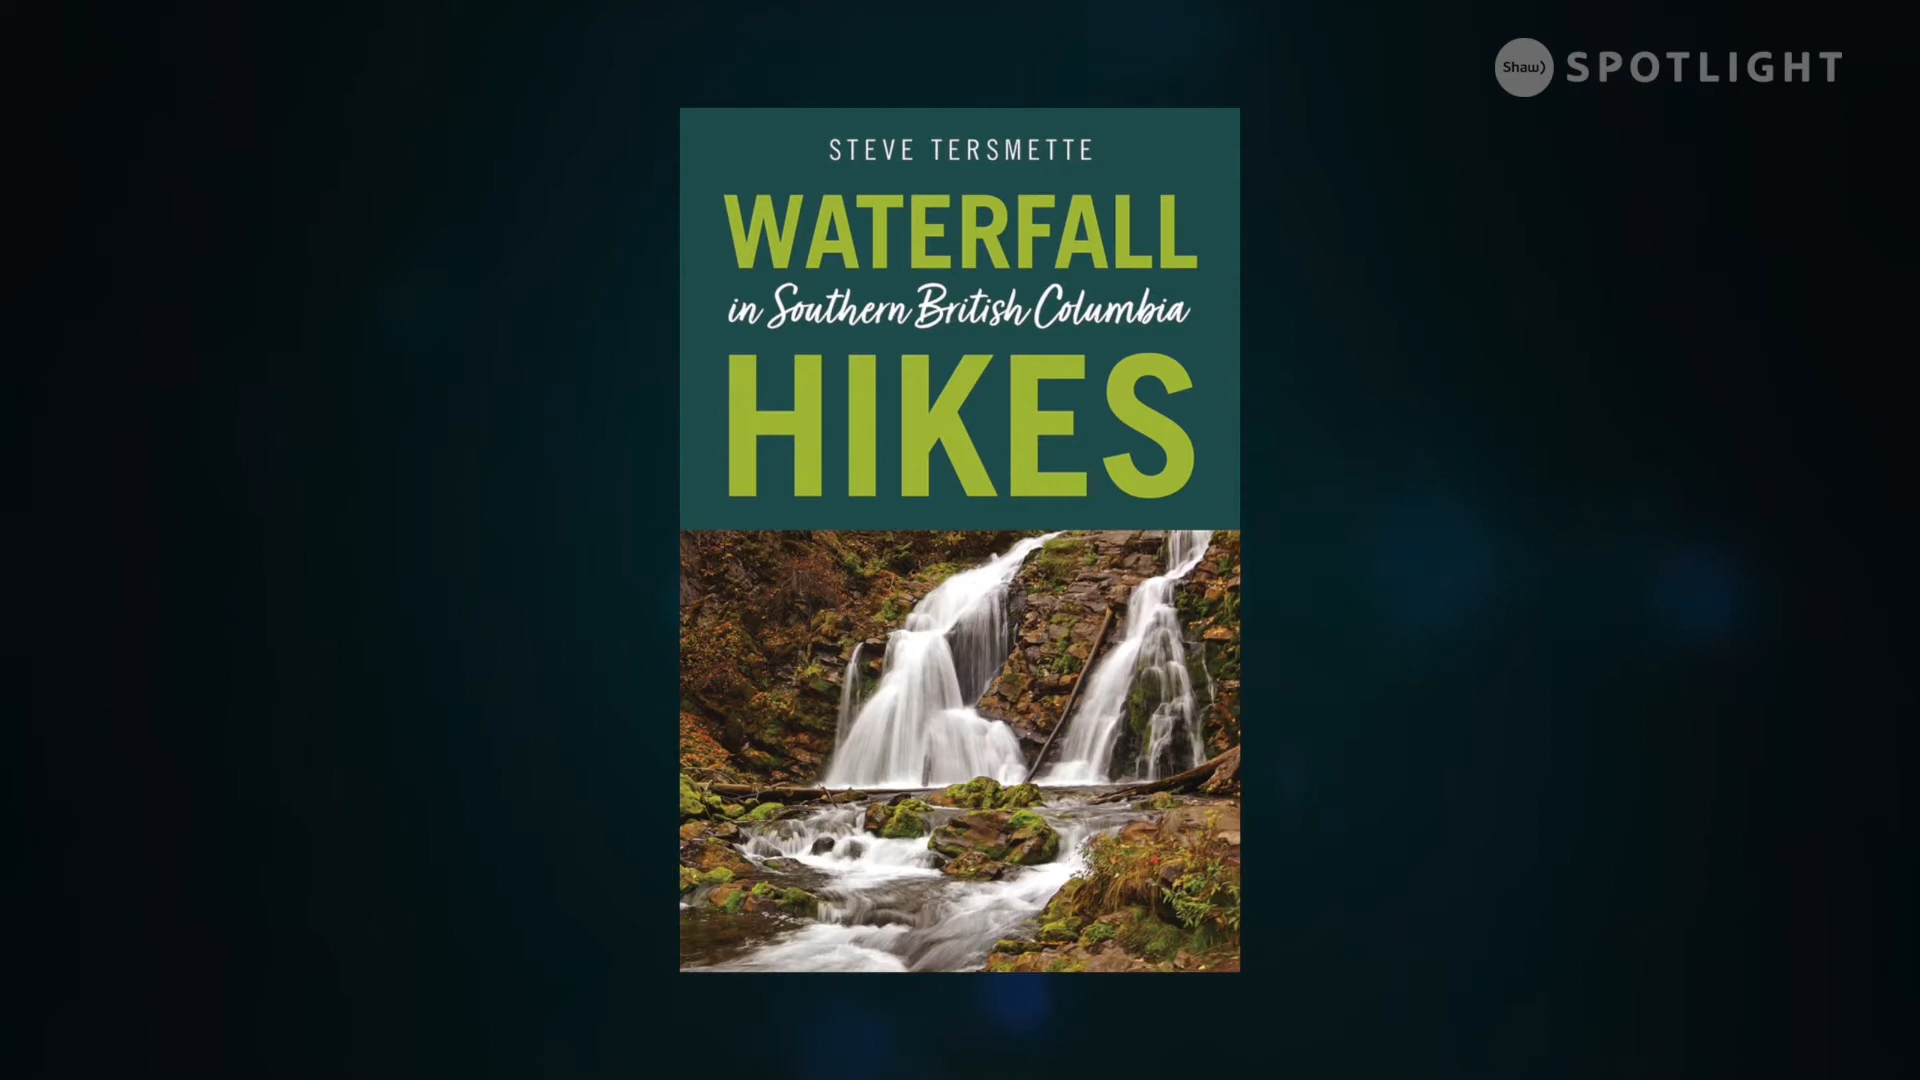 Shaw) SPOTLIGHT
STEVE TERSMETTE
WATERFALL
in Southern British Columbia
HIKES